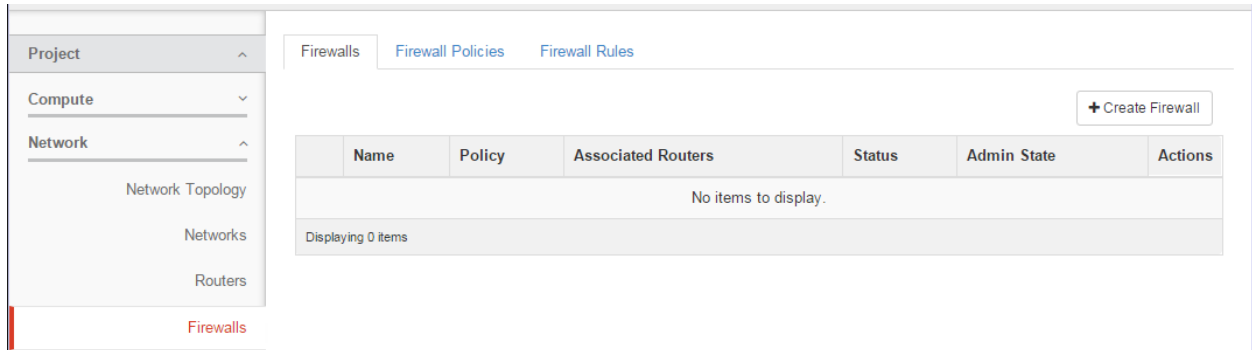 Project
Compute
Network
Network Topology
Networks
Routers
Firewalls
Firewalls Firewall Policies Firewall Rules
+ Create Firewall
Name Policy Associated Routers Status Admin State Actions
No items to display.
Displaying 0 items